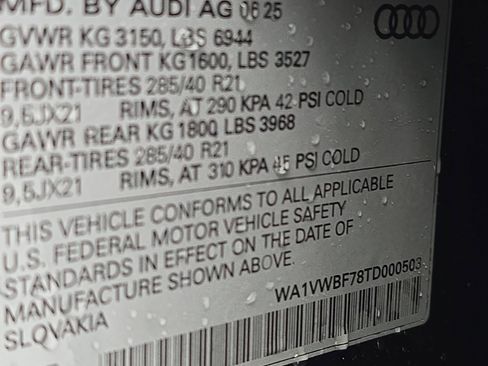 MFD. BY AUDI AG 06 25
GVWR KG 3150, LBS 6944
GAWR FRONT KG 1600, LBS 3527
FRONT-TIRES 285/40 R21
9,5JX21 RIMS, AT 290 KPA 42 PSI COLD
GAWR REAR KG 1800 LBS 3968
REAR-TIRES 285/40 R21
9,5JX21 RIMS, AT 310 KPA 45 PSI COLD
THIS VEHICLE CONFORMS TO ALL APPLICABLE
U.S. FEDERAL MOTOR VEHICLE SAFETY
STANDARDS IN EFFECT ON THE DATE OF
MANUFACTURE SHOWN ABOVE.
WA1VWBF78TD000503
SLOVAKIA